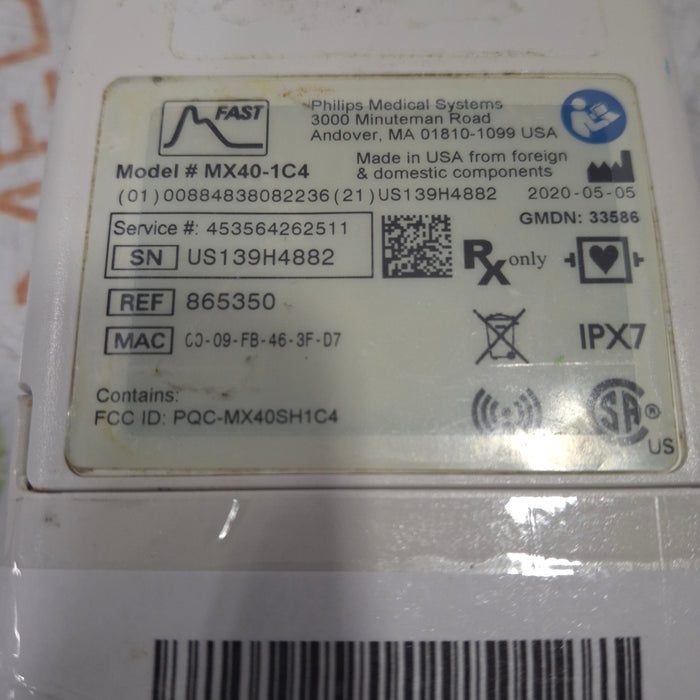 FAST
Philips Medical Systems
3000 Minuteman Road
Andover, MA 01810-1099 USA
Model # MX40-1C4
Made in USA from foreign
& domestic components
(01)00884838082236(21)US139H4882 2020-05-05
GMDN: 33586
Service #: 453564262511
SN US139H4882
Rx only
REF 865350
MAC 00-09-FB-46-3F-D7
IPX7
Contains:
FCC ID: PQC-MX40SH1C4
SA ®
US